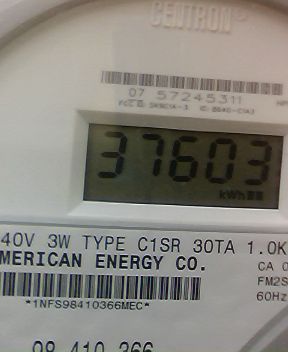 CENTRON®
07 57245311
37603
kWh
40V 3W TYPE C1SR 30TA 1.0K
MERICAN ENERGY CO.
CA 0
FM2S
60Hz
*1NFS98410366MEC*
98 410 366